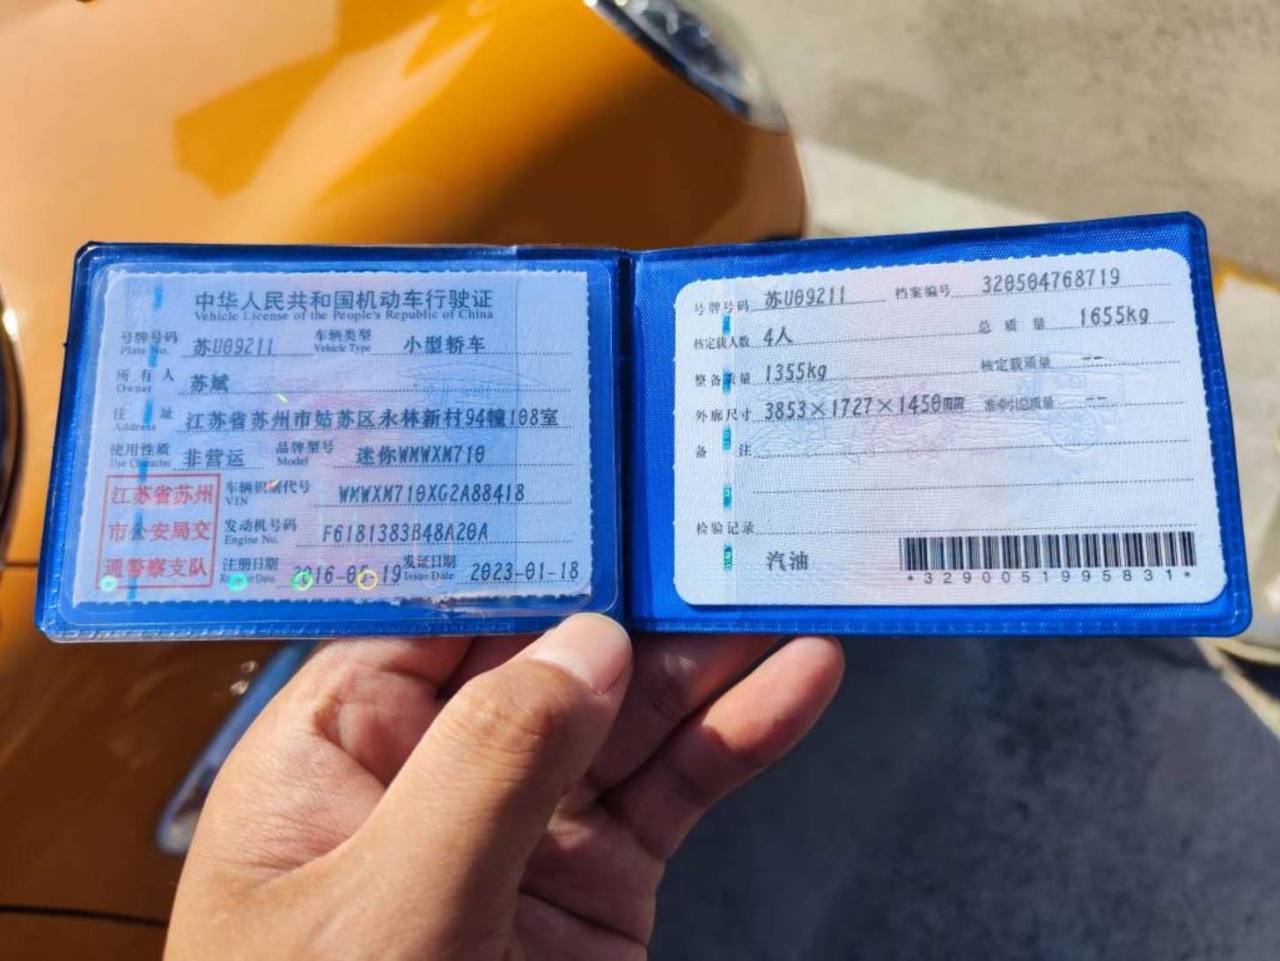 中华人民共和国机动车行驶证
Vehicle License of the People's Republic of China
号牌号码 苏U09211 车辆类型 小型轿车
Plate No. Vehicle Type
所有人 苏斌
Owner
住址 江苏省苏州市姑苏区永林新村94幢108室
Address
使用性质 非营运 品牌型号 迷你WMWXM710
Use Character Model
江苏省苏州
市公安局交
通警察支队
车辆识别代号 WMWXM710XG2A88418
VIN
发动机号码 F6181383B48A20A
Engine No.
注册日期 发证日期 2023-01-18
Register Date Issue Date
号牌号码 苏U09211 档案编号 320504768719
核定载人数 4人 总质量 1655kg
整备质量 1355kg 核定载质量 --
外廓尺寸 3853×1727×1450mm 准牵引总质量 --
备注
检验记录
汽油
*3290051995831*